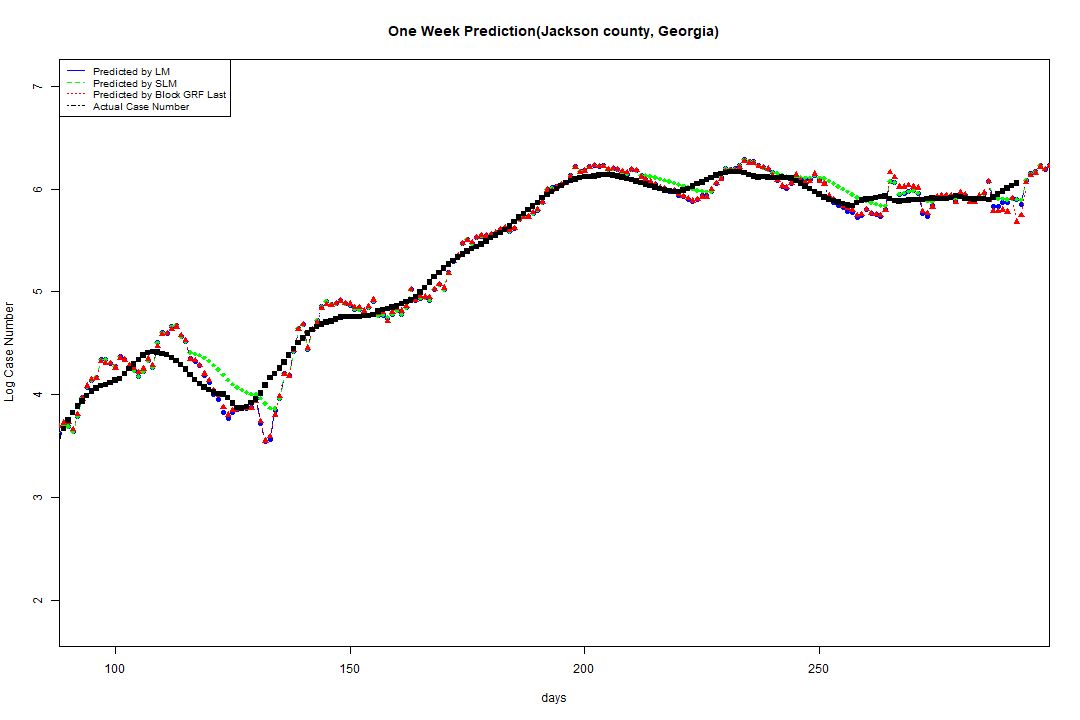 One Week Prediction(Jackson county, Georgia)
Predicted by LM
Predicted by SLM
Predicted by Block GRF Last
Actual Case Number
7
6
5
4
3
2
Log Case Number
100
150
200
250
days